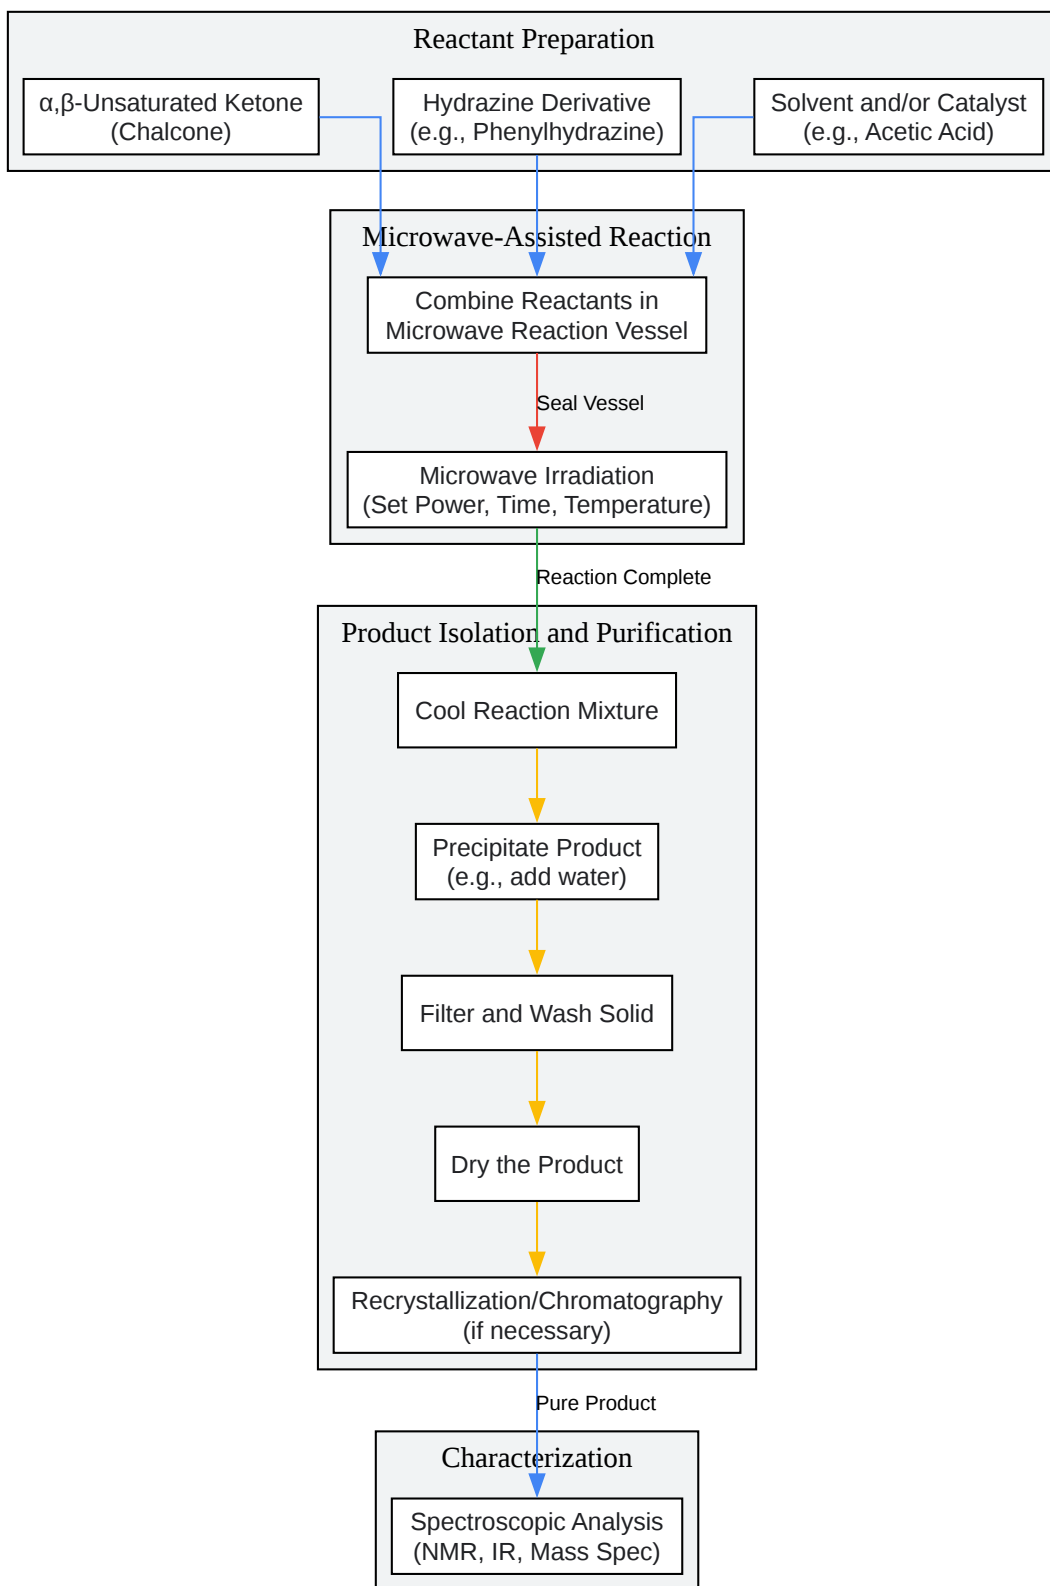 Reactant Preparation
α,β-Unsaturated Ketone
(Chalcone)
Hydrazine Derivative
(e.g., Phenylhydrazine)
Solvent and/or Catalyst
(e.g., Acetic Acid)
Microwave-Assisted Reaction
Combine Reactants in
Microwave Reaction Vessel
Seal Vessel
Microwave Irradiation
(Set Power, Time, Temperature)
Reaction Complete
Product Isolation and Purification
Cool Reaction Mixture
Precipitate Product
(e.g., add water)
Filter and Wash Solid
Dry the Product
Recrystallization/Chromatography
(if necessary)
Pure Product
Characterization
Spectroscopic Analysis
(NMR, IR, Mass Spec)